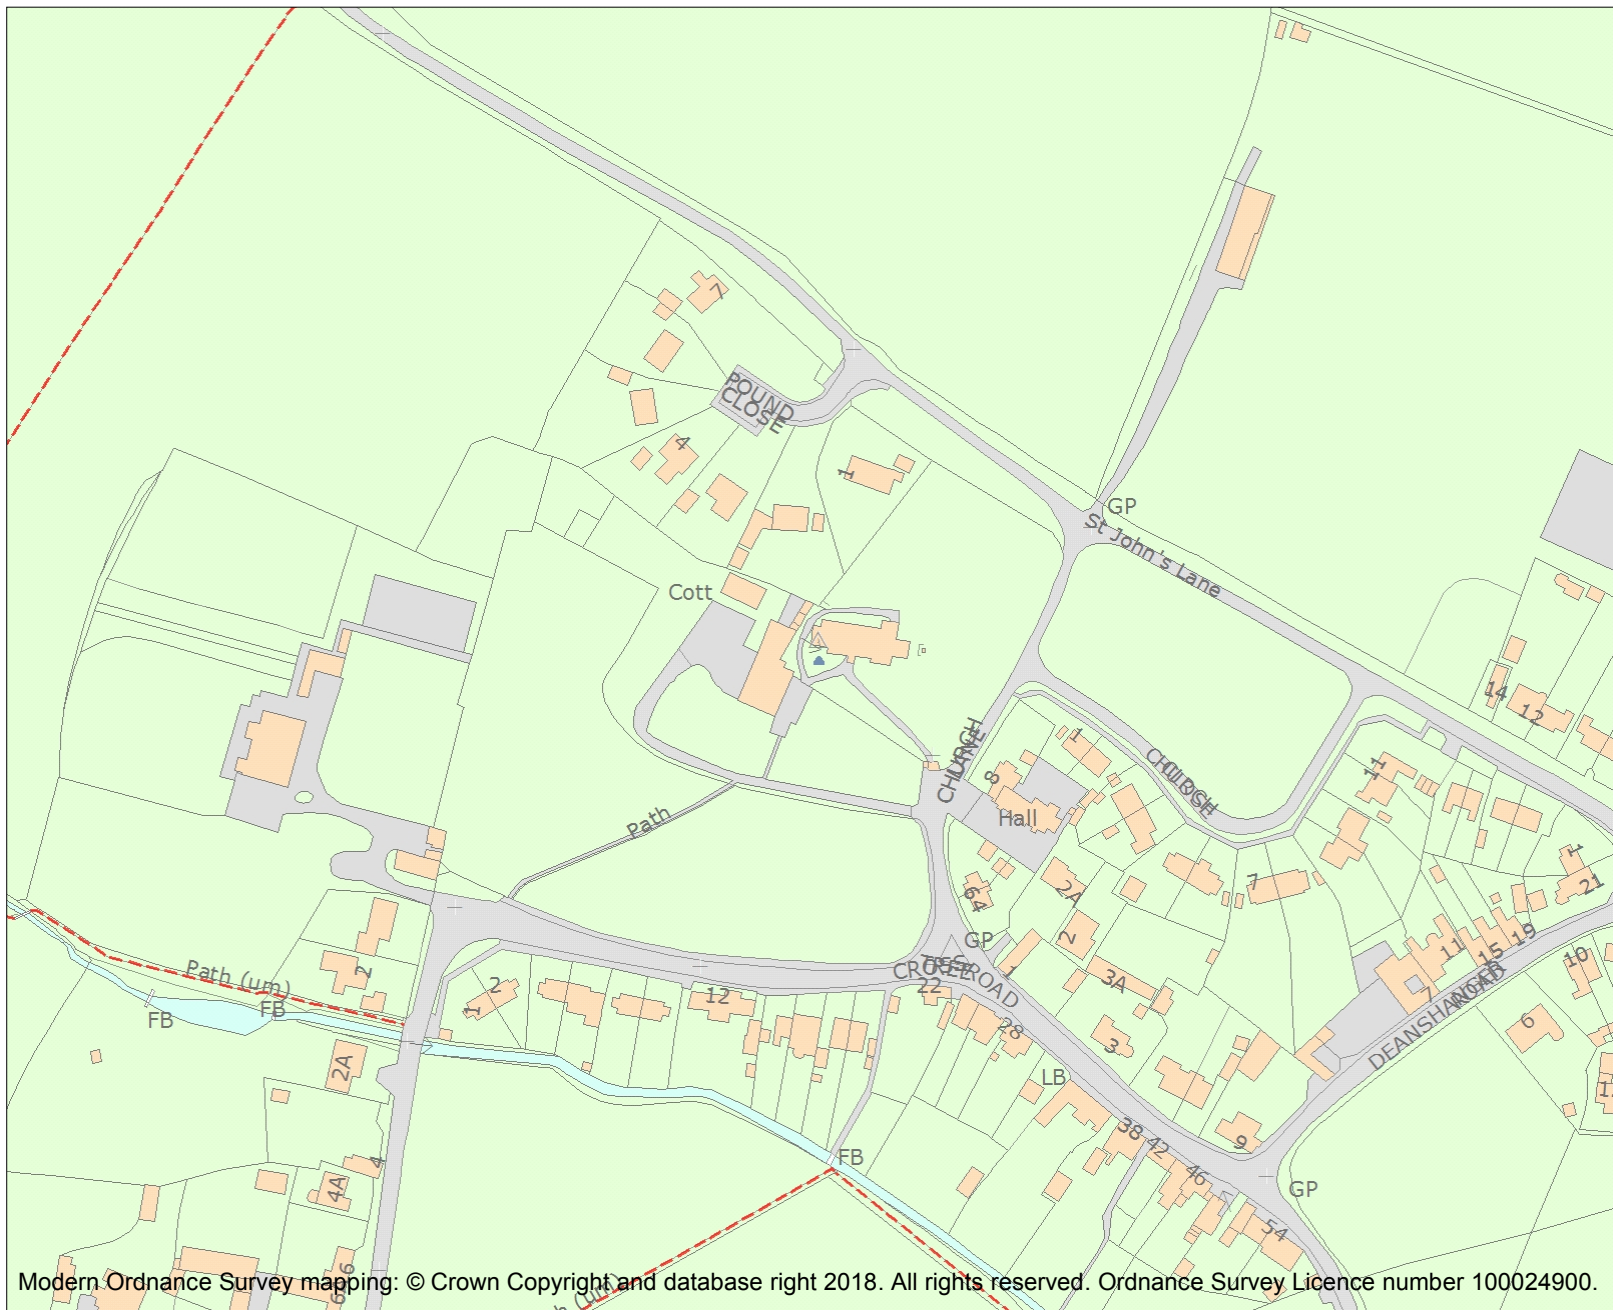 7
POUND
CLOSE
4
1
GP
St John's Lane
Cott
14
12
CHURCH
LANE
1
CHURCH
CLOSE
11
8
Hall
Path
1
21
7
2A
64
2
GP
1
3A
19
15
11
10
Path (um)
2
FB
FB
2
1
12
CROFT
ROAD
22
28
7
DEANSHANGER
ROAD
6
3
2A
LB
38
42
46
9
FB
GP
4
4A
54
Modern Ordnance Survey mapping: © Crown Copyright and database right 2018. All rights reserved. Ordnance Survey Licence number 100024900.